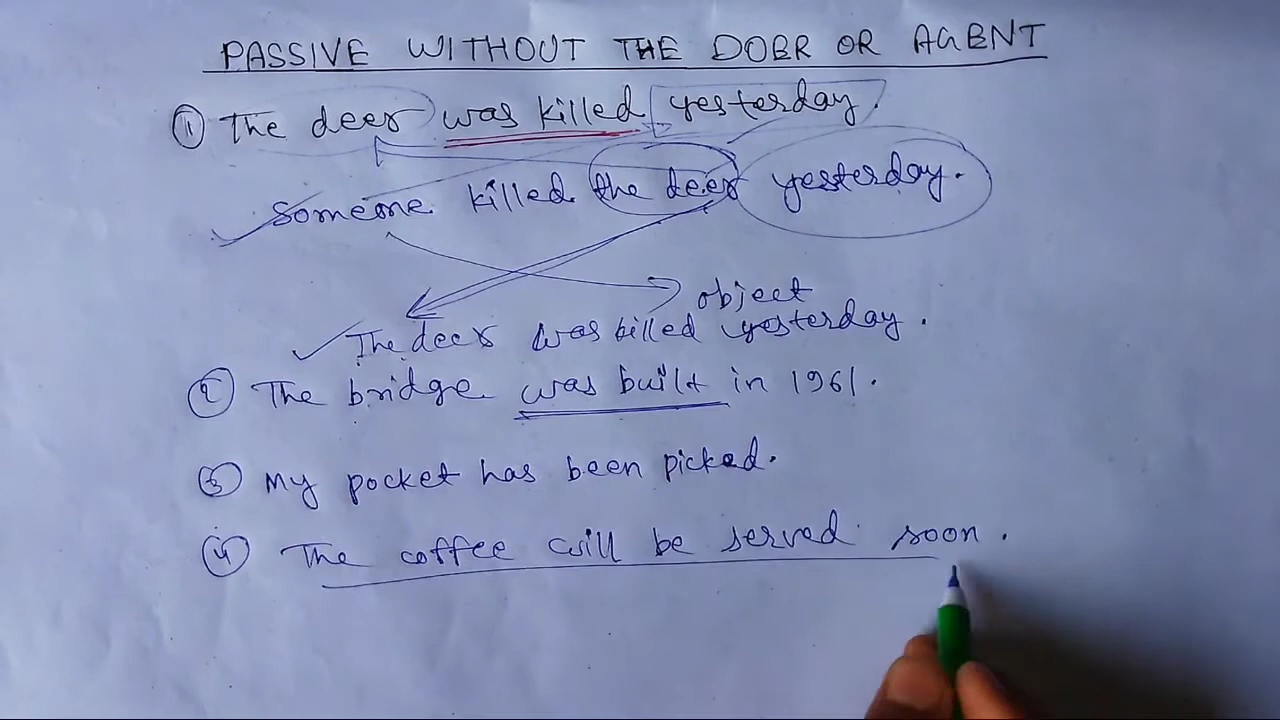 PASSIVE WITHOUT THE DOER OR AGENT
① The deer was killed yesterday.
Someone killed the deer yesterday.
object
The deer was killed yesterday.
② The bridge was built in 1961.
③ My pocket has been picked.
④ The coffee will be served soon.